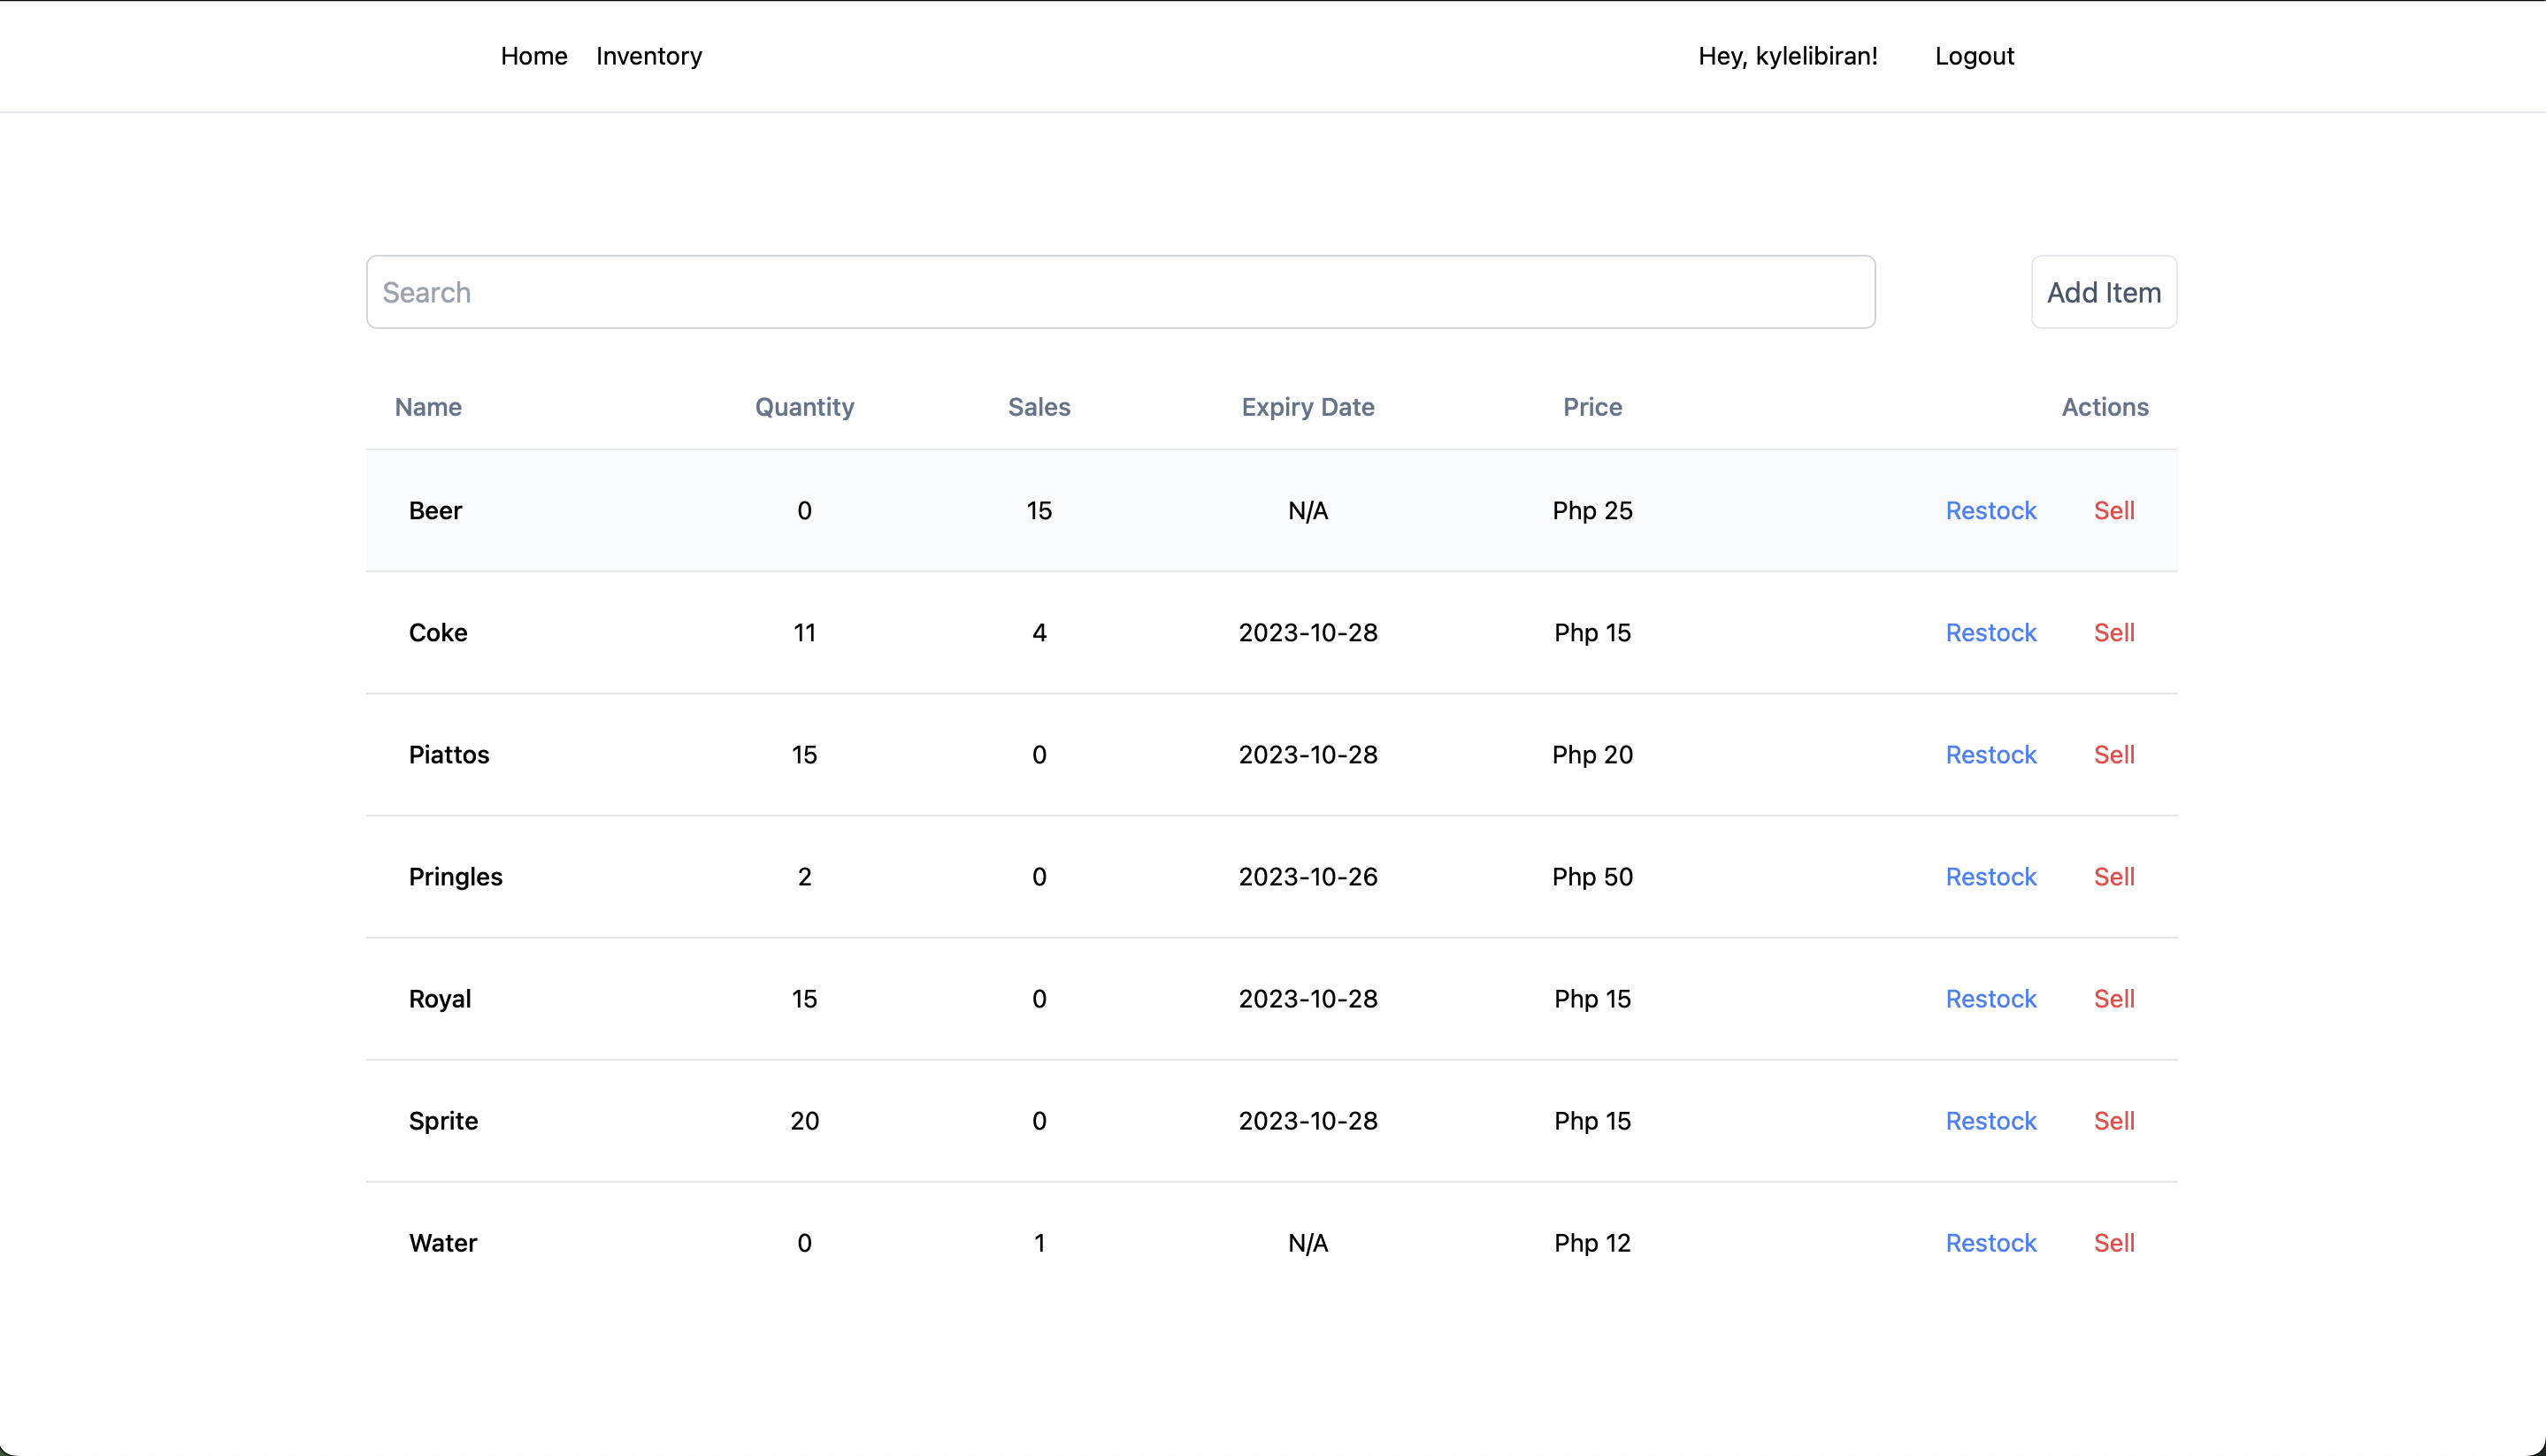 Home Inventory Hey, kylelibiran! Logout
Search Add Item
Name Quantity Sales Expiry Date Price Actions
Beer 0 15 N/A Php 25 Restock Sell
Coke 11 4 2023-10-28 Php 15 Restock Sell
Piattos 15 0 2023-10-28 Php 20 Restock Sell
Pringles 2 0 2023-10-26 Php 50 Restock Sell
Royal 15 0 2023-10-28 Php 15 Restock Sell
Sprite 20 0 2023-10-28 Php 15 Restock Sell
Water 0 1 N/A Php 12 Restock Sell